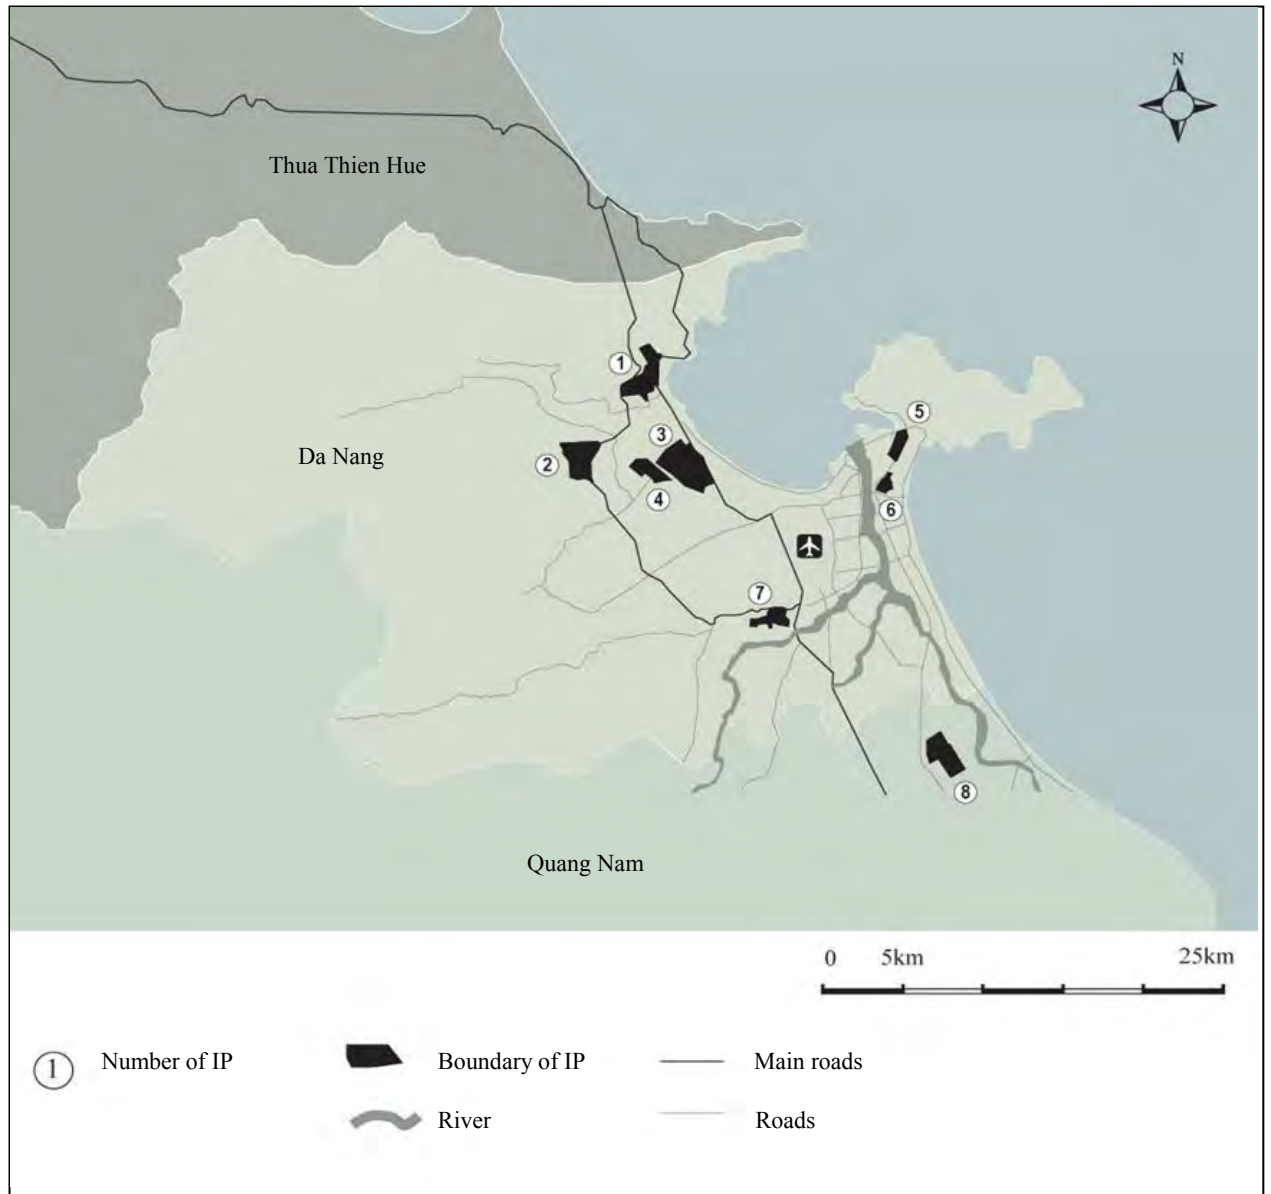 N
Thua Thien Hue
1
5
3
Da Nang
2
4
6
7
8
Quang Nam
0 5km 25km
1 Number of IP Boundary of IP Main roads
River Roads